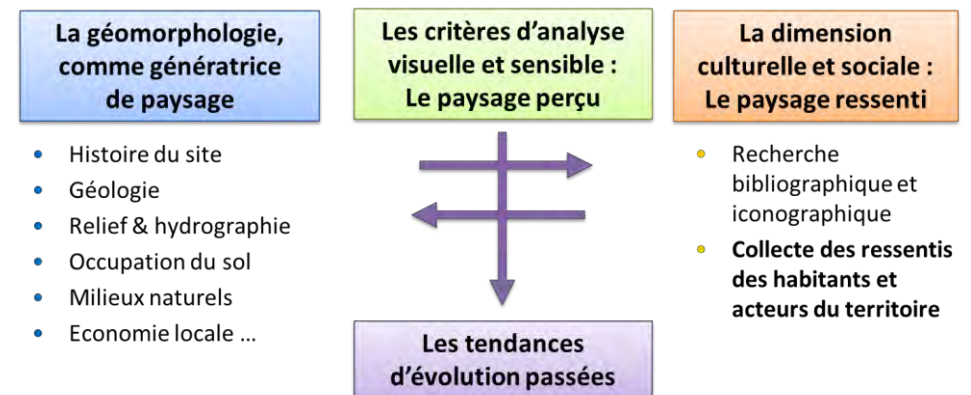 La géomorphologie,
comme génératrice
de paysage
Les critères d'analyse
visuelle et sensible :
Le paysage perçu
La dimension
culturelle et sociale :
Le paysage ressenti
Histoire du site
Géologie
Relief & hydrographie
Occupation du sol
Milieux naturels
Economie locale ...
Recherche
bibliographique et
iconographique
Collecte des ressentis
des habitants et
acteurs du territoire
Les tendances
d'évolution passées